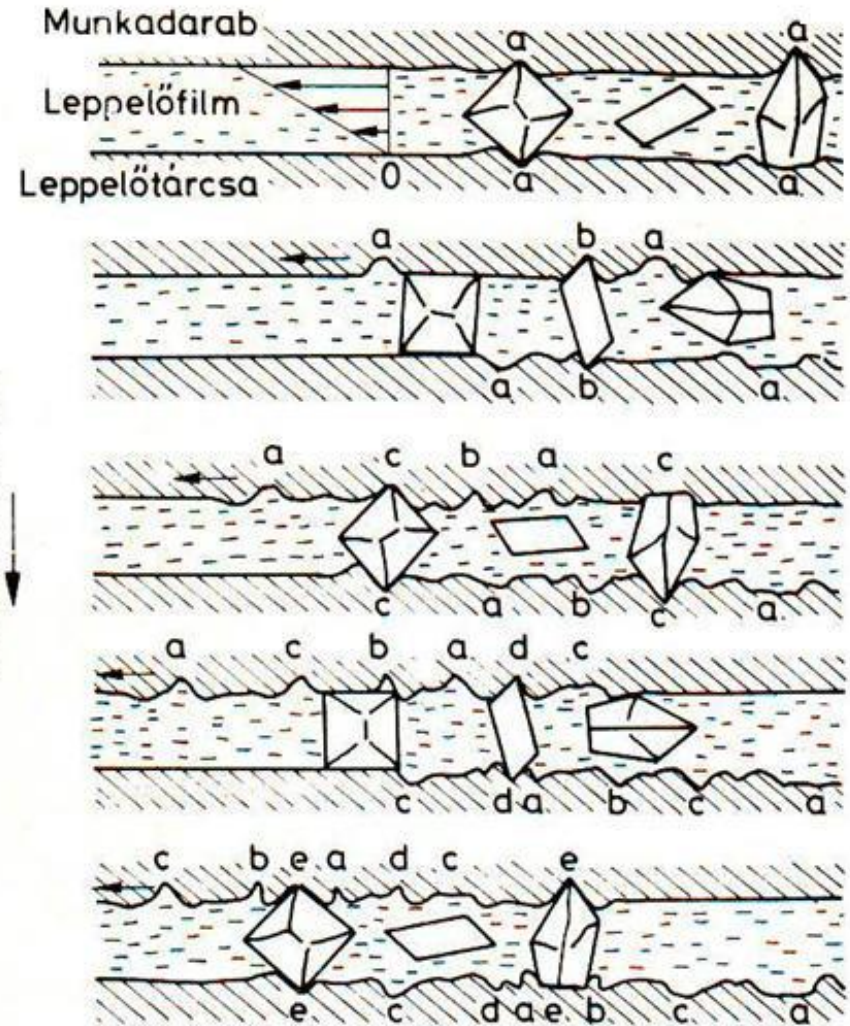 Munkadarab
a a
Leppelőfilm
Leppelőtárcsa 0 a a
a b a
a b a
a c b a c
c a b c a
a c b a d c
c d a b c a
c b e a d c e
e c d a e b c a